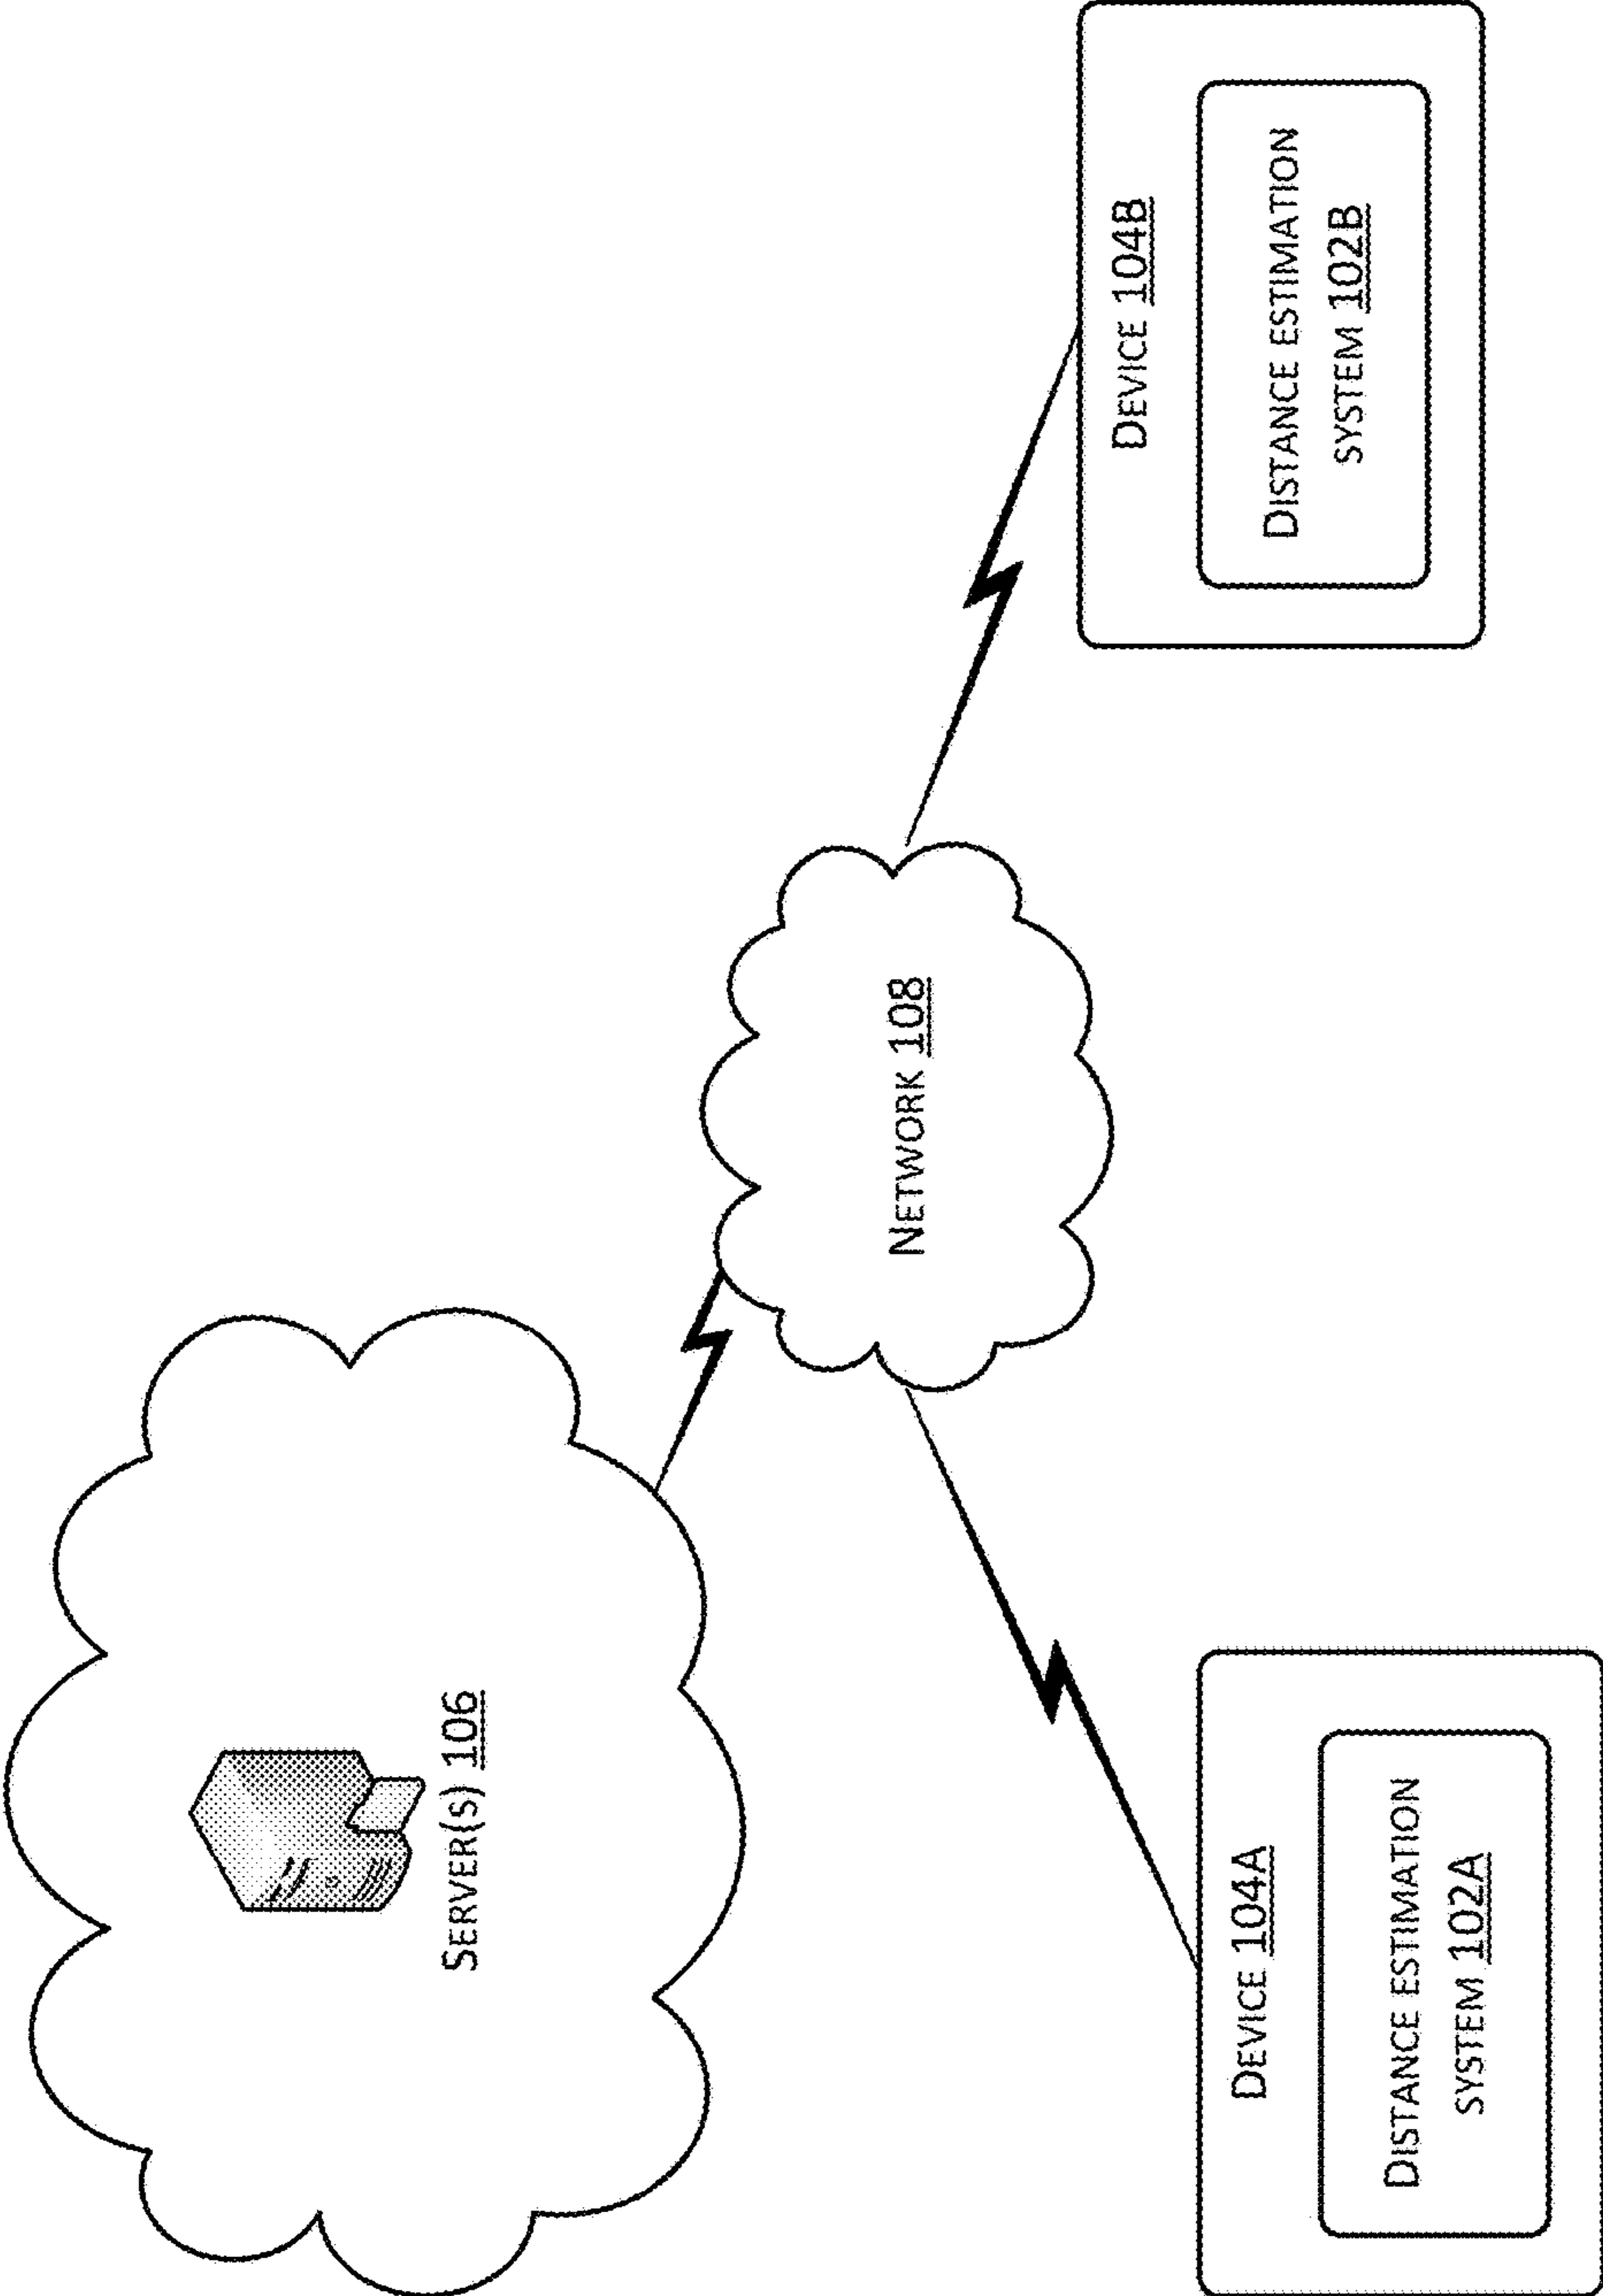 SERVER(S) 106
NETWORK 108
DEVICE 104A
DISTANCE ESTIMATION
SYSTEM 102A
DEVICE 104B
DISTANCE ESTIMATION
SYSTEM 102B